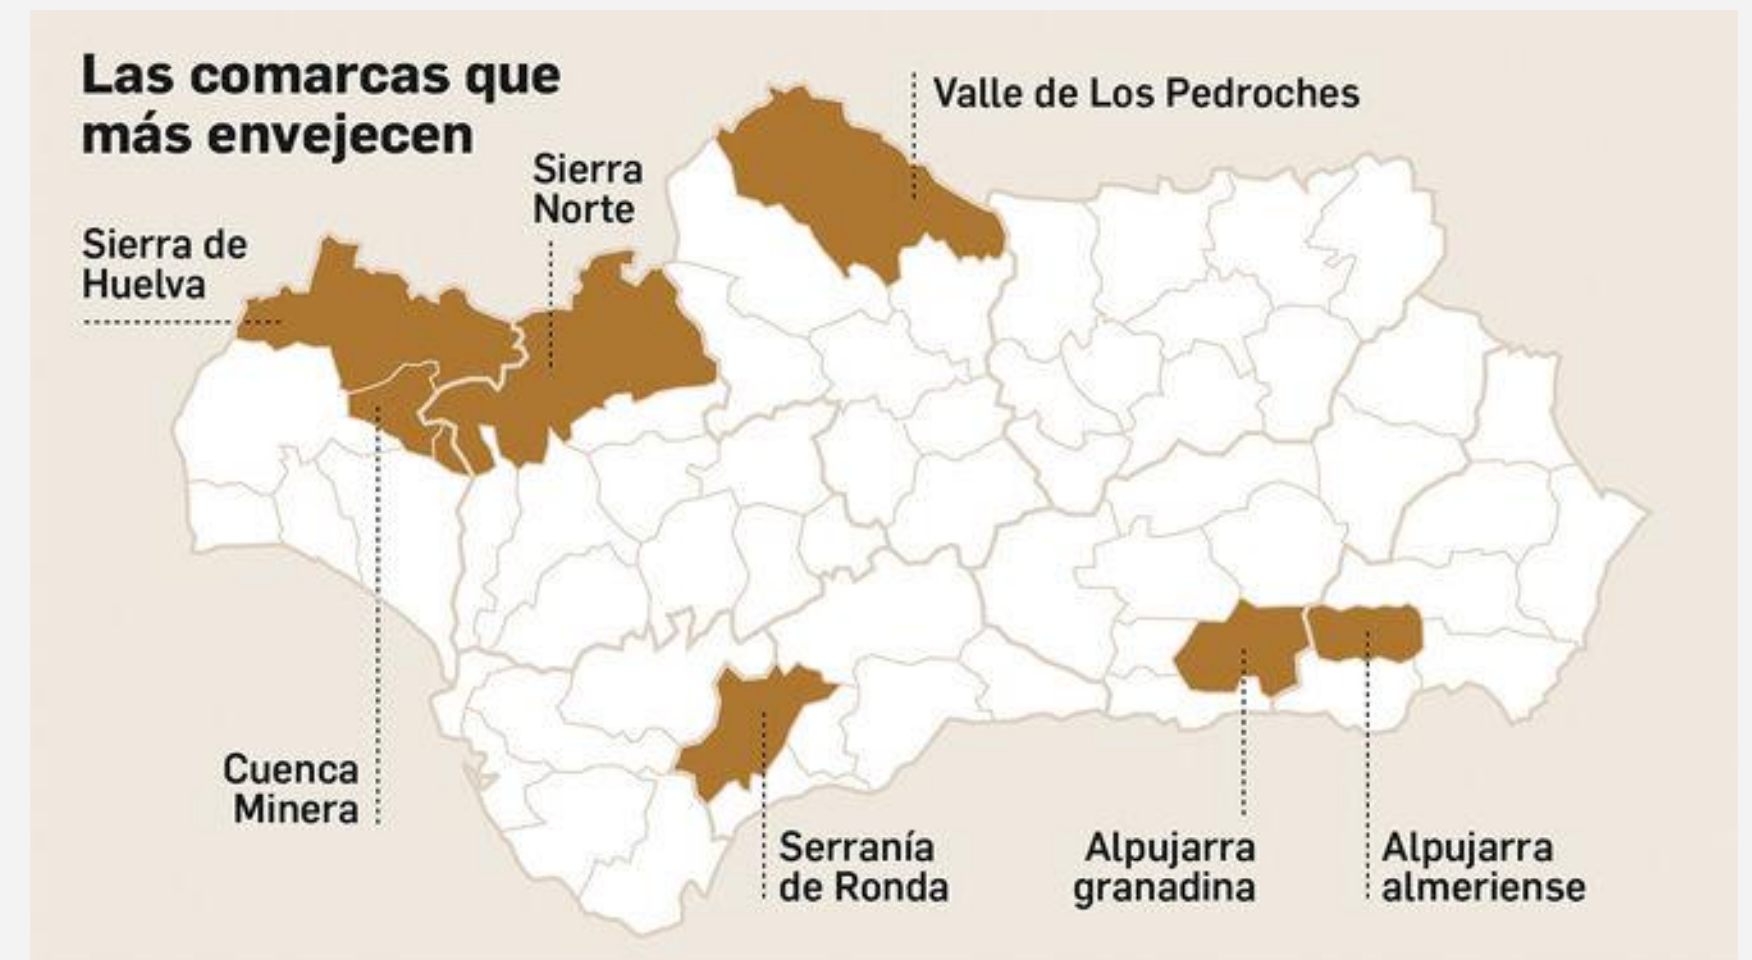 Las comarcas que
más envejecen
Valle de Los Pedroches
Sierra
Norte
Sierra de
Huelva
Cuenca
Minera
Serranía
de Ronda
Alpujarra
granadina
Alpujarra
almeriense